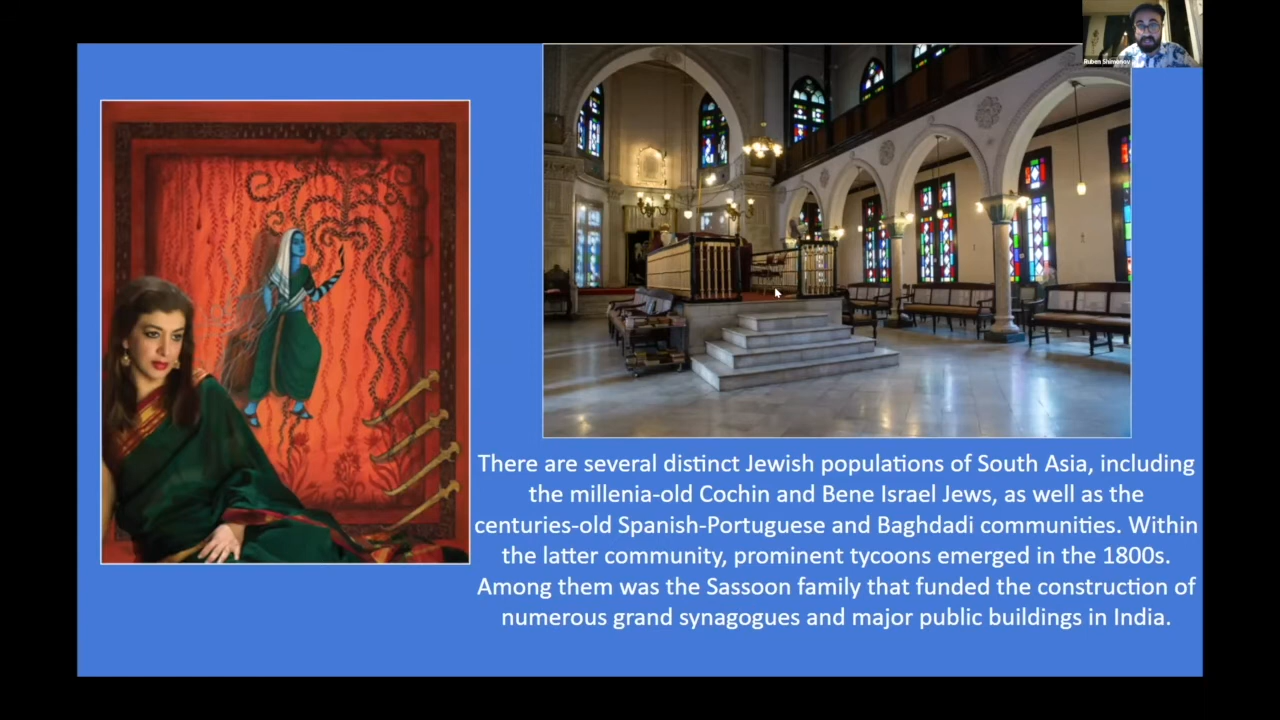 Ruben Shimonov
There are several distinct Jewish populations of South Asia, including
the millenia-old Cochin and Bene Israel Jews, as well as the
centuries-old Spanish-Portuguese and Baghdadi communities. Within
the latter community, prominent tycoons emerged in the 1800s.
Among them was the Sassoon family that funded the construction of
numerous grand synagogues and major public buildings in India.